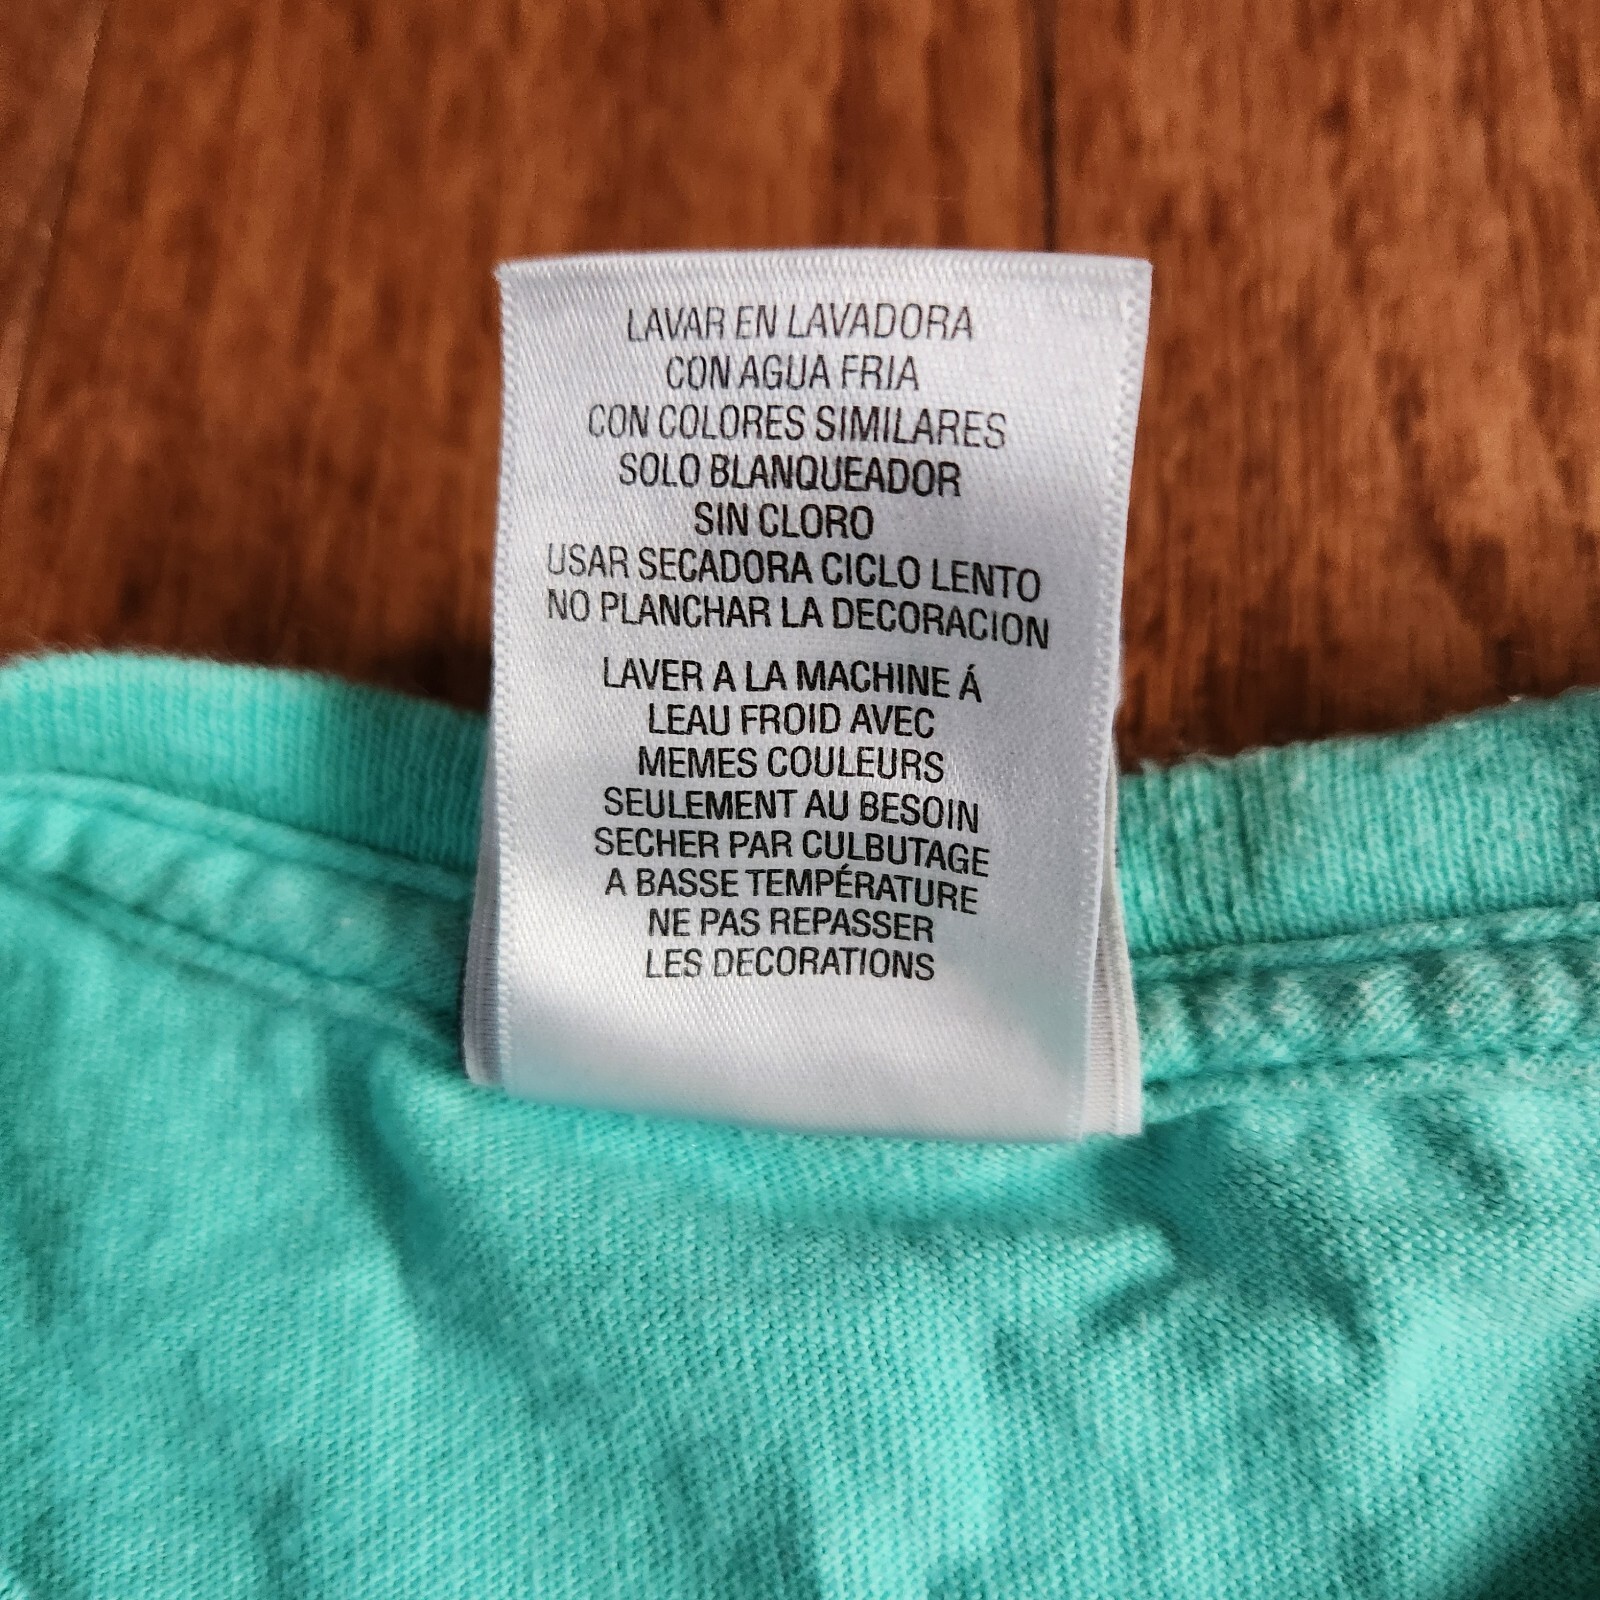 LAVAR EN LAVADORA
CON AGUA FRIA
CON COLORES SIMILARES
SOLO BLANQUEADOR
SIN CLORO
USAR SECADORA CICLO LENTO
NO PLANCHAR LA DECORACION
LAVER A LA MACHINE Á
LEAU FROID AVEC
MEMES COULEURS
SEULEMENT AU BESOIN
SECHER PAR CULBUTAGE
A BASSE TEMPÉRATURE
NE PAS REPASSER
LES DECORATIONS